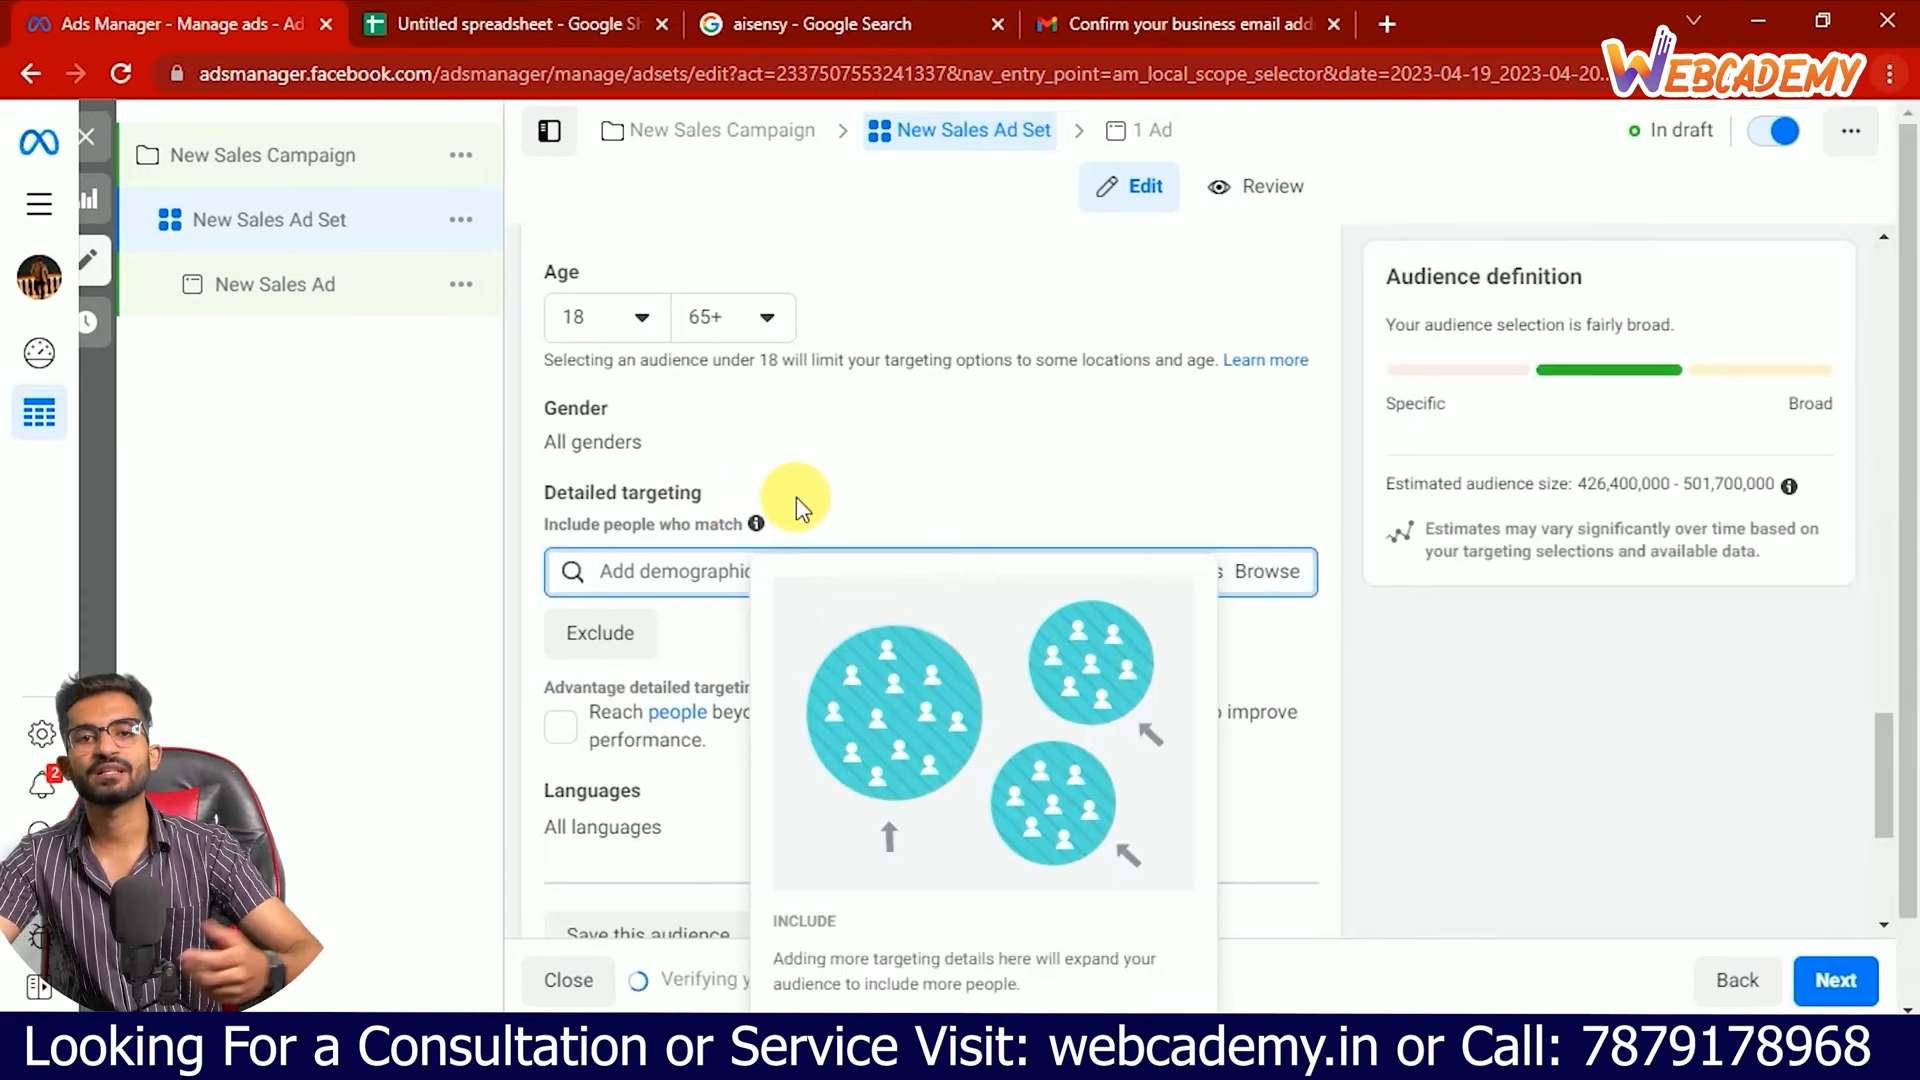 Ads Manager - Manage ads - Ad
Untitled spreadsheet - Google Sh
aisensy - Google Search
Confirm your business email add
adsmanager.facebook.com/adsmanager/manage/adsets/edit?act=2337507553241337&nav_entry_point=am_local_scope_selector&date=2023-04-19_2023-04-20...
WEBCADEMY
New Sales Campaign
New Sales Ad Set
New Sales Ad
New Sales Campaign
New Sales Ad Set
1 Ad
In draft
Edit
Review
Age
18
65+
Selecting an audience under 18 will limit your targeting options to some locations and age. Learn more
Gender
All genders
Detailed targeting
Include people who match
Add demographic
s Browse
Exclude
Advantage detailed targetin
Reach people beyo
o improve
performance.
Languages
All languages
Save this audience
INCLUDE
Adding more targeting details here will expand your
audience to include more people.
Audience definition
Your audience selection is fairly broad.
Specific
Broad
Estimated audience size: 426,400,000 - 501,700,000
Estimates may vary significantly over time based on
your targeting selections and available data.
2
Close
Verifying y
Back
Next
Looking For a Consultation or Service Visit: webcademy.in or Call: 7879178968